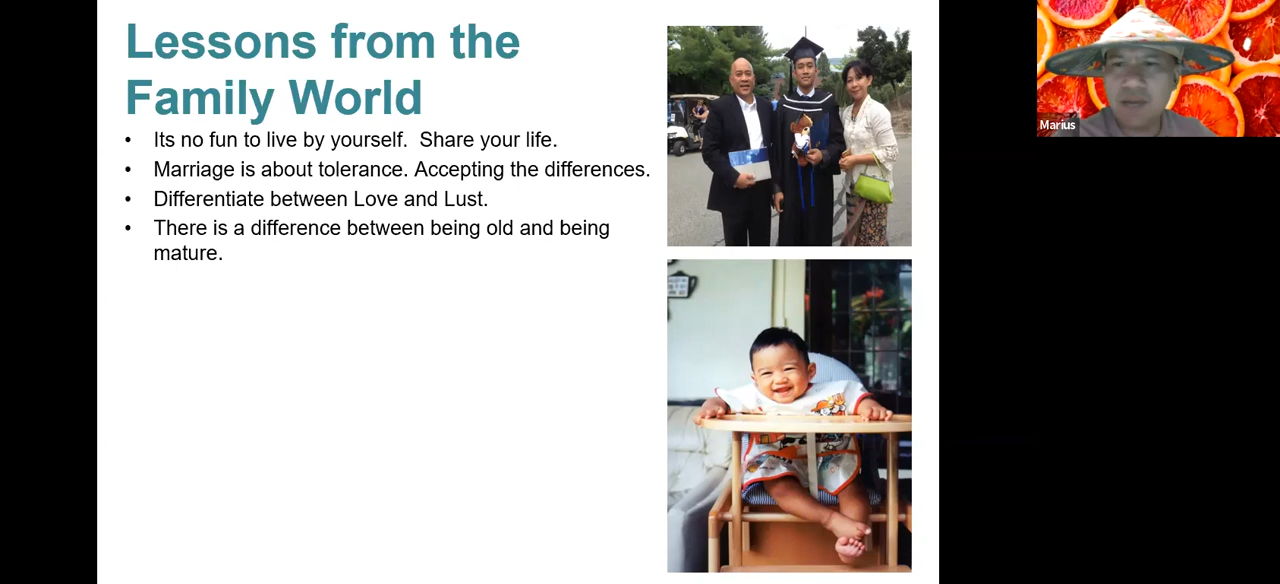 Lessons from the
Family World
• Its no fun to live by yourself.  Share your life.
• Marriage is about tolerance. Accepting the differences.
• Differentiate between Love and Lust.
• There is a difference between being old and being
mature.
Marius